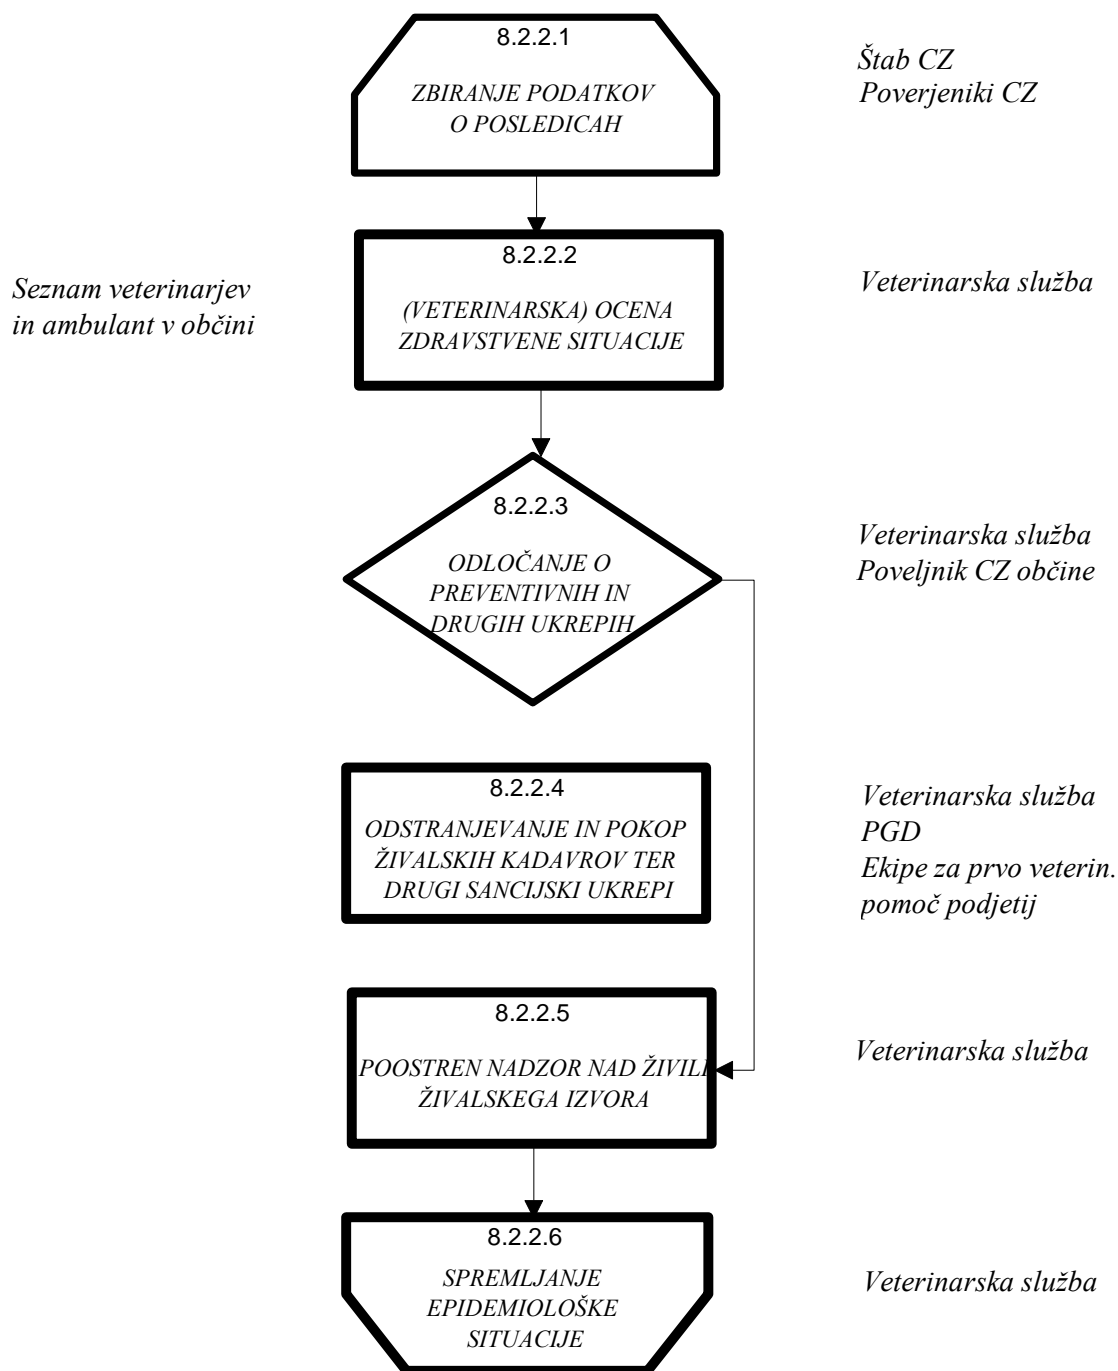 8.2.2.1
ZBIRANJE PODATKOV
O POSLEDICAH
Štab CZ
Poverjeniki CZ
Seznam veterinarjev
in ambulant v občini
8.2.2.2
(VETERINARSKA) OCENA
ZDRAVSTVENE SITUACIJE
Veterinarska služba
8.2.2.3
ODLOČANJE O
PREVENTIVNIH IN
DRUGIH UKREPIH
Veterinarska služba
Poveljnik CZ občine
8.2.2.4
ODSTRANJEVANJE IN POKOP
ŽIVALSKIH KADAVROV TER
DRUGI SANCIJSKI UKREPI
Veterinarska služba
PGD
Ekipe za prvo veterin.
pomoč podjetij
8.2.2.5
POOSTREN NADZOR NAD ŽIVILI
ŽIVALSKEGA IZVORA
Veterinarska služba
8.2.2.6
SPREMLJANJE
EPIDEMIOLOŠKE
SITUACIJE
Veterinarska služba